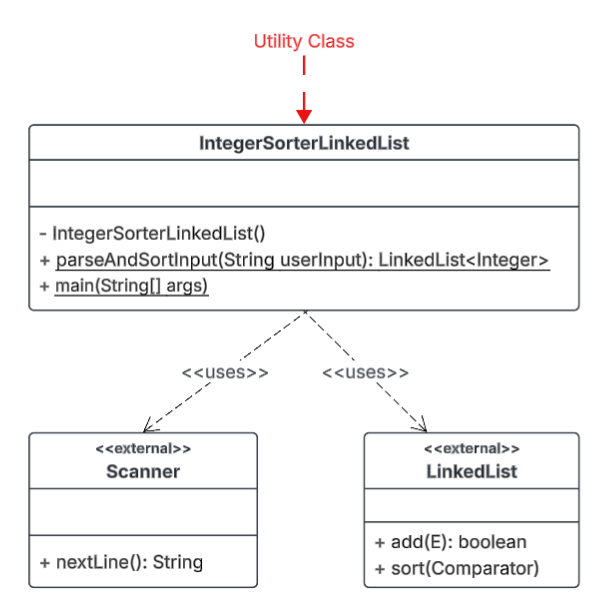 Utility Class
IntegerSorterLinkedList
- IntegerSorterLinkedList()
+ parseAndSortInput(String userInput): LinkedList<Integer>
+ main(String[] args)
<<uses>> <<uses>>
<<external>>
Scanner
+ nextLine(): String
<<external>>
LinkedList
+ add(E): boolean
+ sort(Comparator)